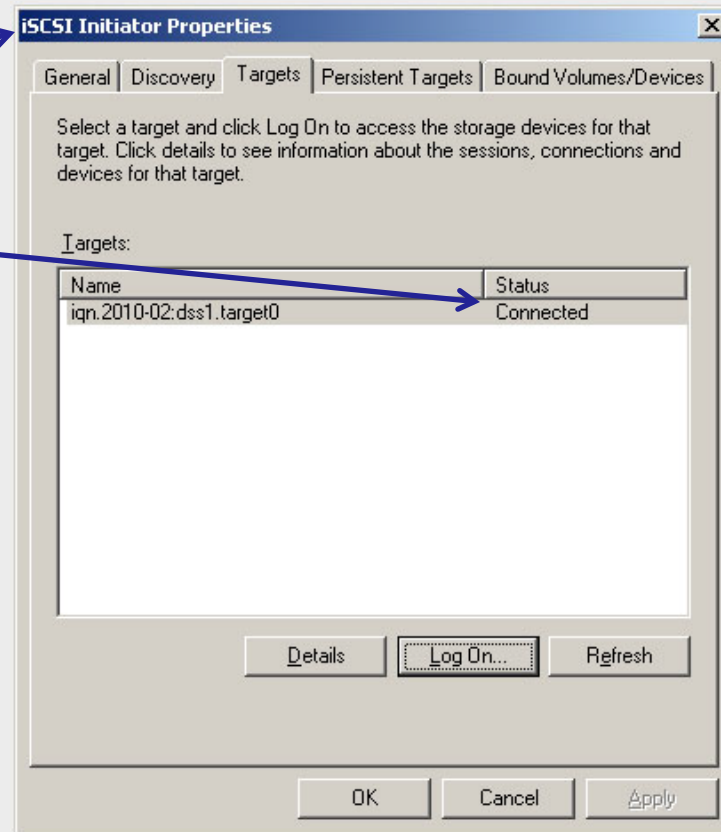 iSCSI Initiator Properties
General Discovery Targets Persistent Targets Bound Volumes/Devices
Select a target and click Log On to access the storage devices for that
target. Click details to see information about the sessions, connections and
devices for that target.
Targets:
Name Status
iqn.2010-02:dss1.target0 Connected
Details Log On... Refresh
OK Cancel Apply